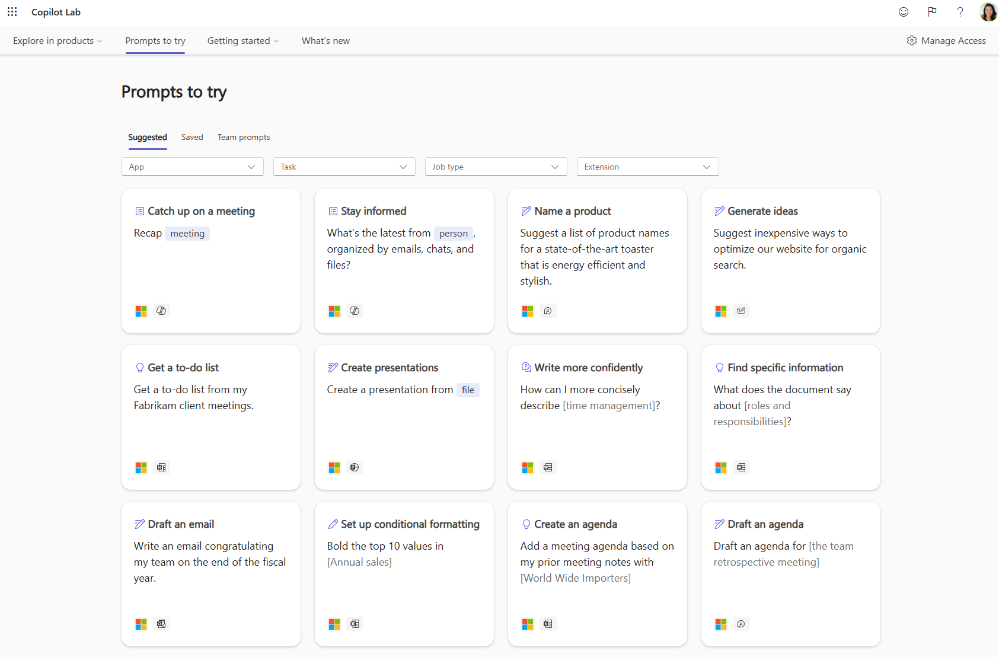 Copilot Lab
Explore in products
Prompts to try
Getting started
What's new
Manage Access
Prompts to try
Suggested
Saved
Team prompts
App
Task
Job type
Extension
Catch up on a meeting
Recap meeting
Stay informed
What's the latest from person ,
organized by emails, chats, and
files?
Name a product
Suggest a list of product names
for a state-of-the-art toaster
that is energy efficient and
stylish.
Generate ideas
Suggest inexpensive ways to
optimize our website for organic
search.
Get a to-do list
Get a to-do list from my
Fabrikam client meetings.
Create presentations
Create a presentation from file
Write more confidently
How can I more concisely
describe [time management]?
Find specific information
What does the document say
about [roles and
responsibilities]?
Draft an email
Write an email congratulating
my team on the end of the fiscal
year.
Set up conditional formatting
Bold the top 10 values in
[Annual sales]
Create an agenda
Add a meeting agenda based on
my prior meeting notes with
[World Wide Importers]
Draft an agenda
Draft an agenda for [the team
retrospective meeting]